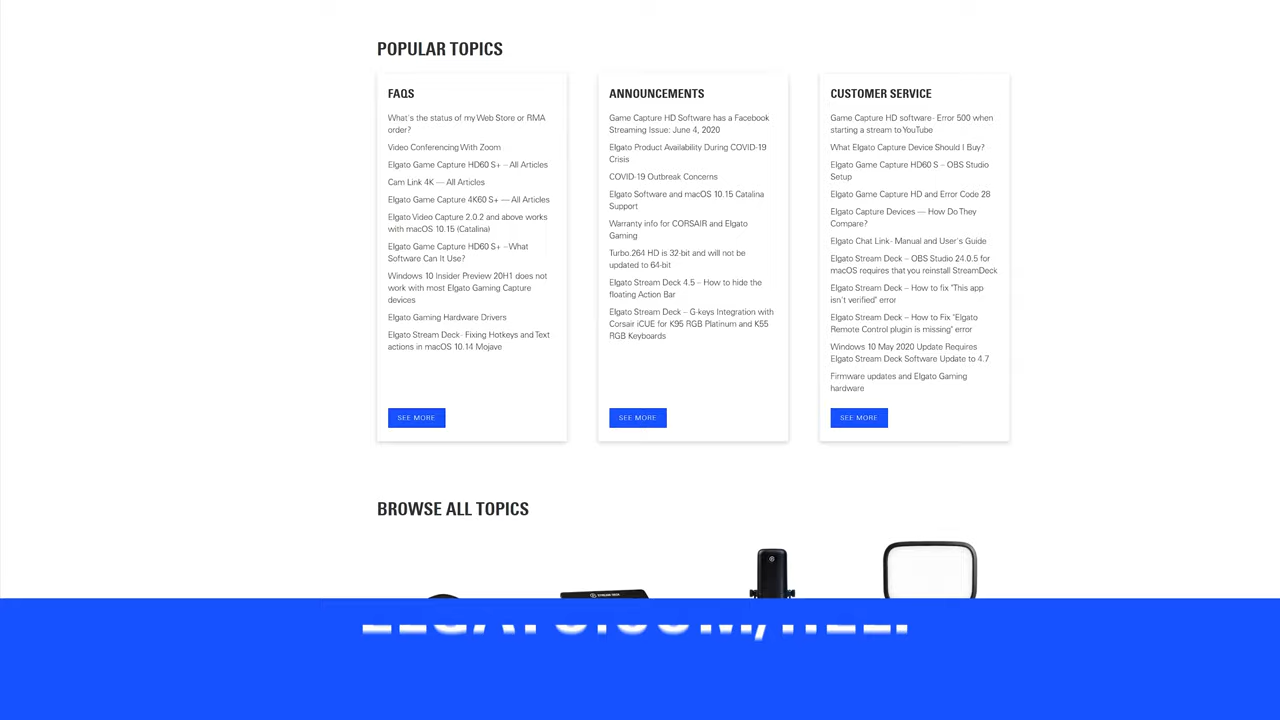 POPULAR TOPICS
FAQS
What's the status of my Web Store or RMA
order?
Video Conferencing With Zoom
Elgato Game Capture HD60 S+ – All Articles
Cam Link 4K — All Articles
Elgato Game Capture 4K60 S+ — All Articles
Elgato Video Capture 2.0.2 and above works
with macOS 10.15 (Catalina)
Elgato Game Capture HD60 S+ – What
Software Can It Use?
Windows 10 Insider Preview 20H1 does not
work with most Elgato Gaming Capture
devices
Elgato Gaming Hardware Drivers
Elgato Stream Deck - Fixing Hotkeys and Text
actions in macOS 10.14 Mojave
SEE MORE
ANNOUNCEMENTS
Game Capture HD Software has a Facebook
Streaming Issue: June 4, 2020
Elgato Product Availability During COVID-19
Crisis
COVID-19 Outbreak Concerns
Elgato Software and macOS 10.15 Catalina
Support
Warranty info for CORSAIR and Elgato
Gaming
Turbo.264 HD is 32-bit and will not be
updated to 64-bit
Elgato Stream Deck 4.5 – How to hide the
floating Action Bar
Elgato Stream Deck – G-keys Integration with
Corsair iCUE for K95 RGB Platinum and K55
RGB Keyboards
SEE MORE
CUSTOMER SERVICE
Game Capture HD software - Error 500 when
starting a stream to YouTube
What Elgato Capture Device Should I Buy?
Elgato Game Capture HD60 S – OBS Studio
Setup
Elgato Game Capture HD and Error Code 28
Elgato Capture Devices — How Do They
Compare?
Elgato Chat Link - Manual and User's Guide
Elgato Stream Deck – OBS Studio 24.0.5 for
macOS requires that you reinstall StreamDeck
Elgato Stream Deck – How to fix "This app
isn't verified" error
Elgato Stream Deck – How to Fix "Elgato
Remote Control plugin is missing" error
Windows 10 May 2020 Update Requires
Elgato Stream Deck Software Update to 4.7
Firmware updates and Elgato Gaming
hardware
SEE MORE
BROWSE ALL TOPICS
STREAM DECK